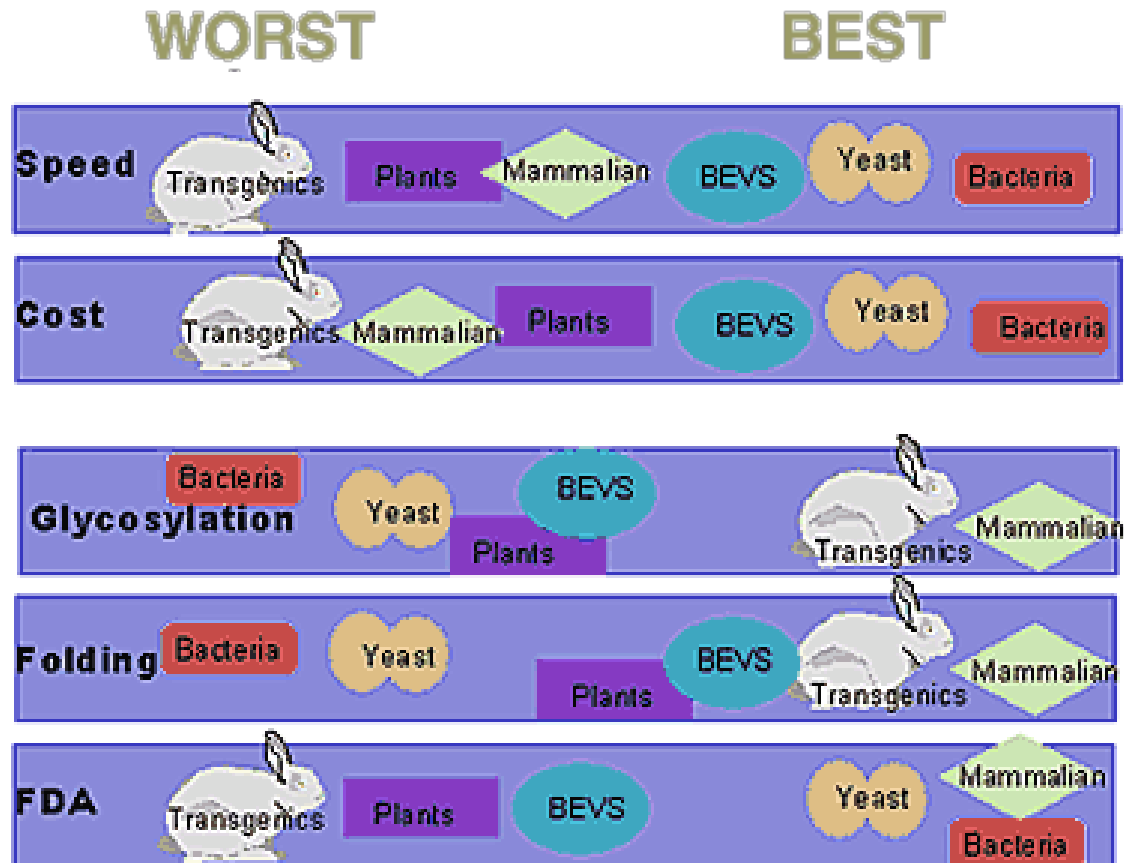 WORST BEST
Speed Transgenics Plants Mammalian BEVS Yeast Bacteria
Cost Transgenics Mammalian Plants BEVS Yeast Bacteria
Glycosylation Bacteria Yeast Plants BEVS Transgenics Mammalian
Folding Bacteria Yeast Plants BEVS Transgenics Mammalian
FDA Transgenics Plants BEVS Yeast Mammalian Bacteria